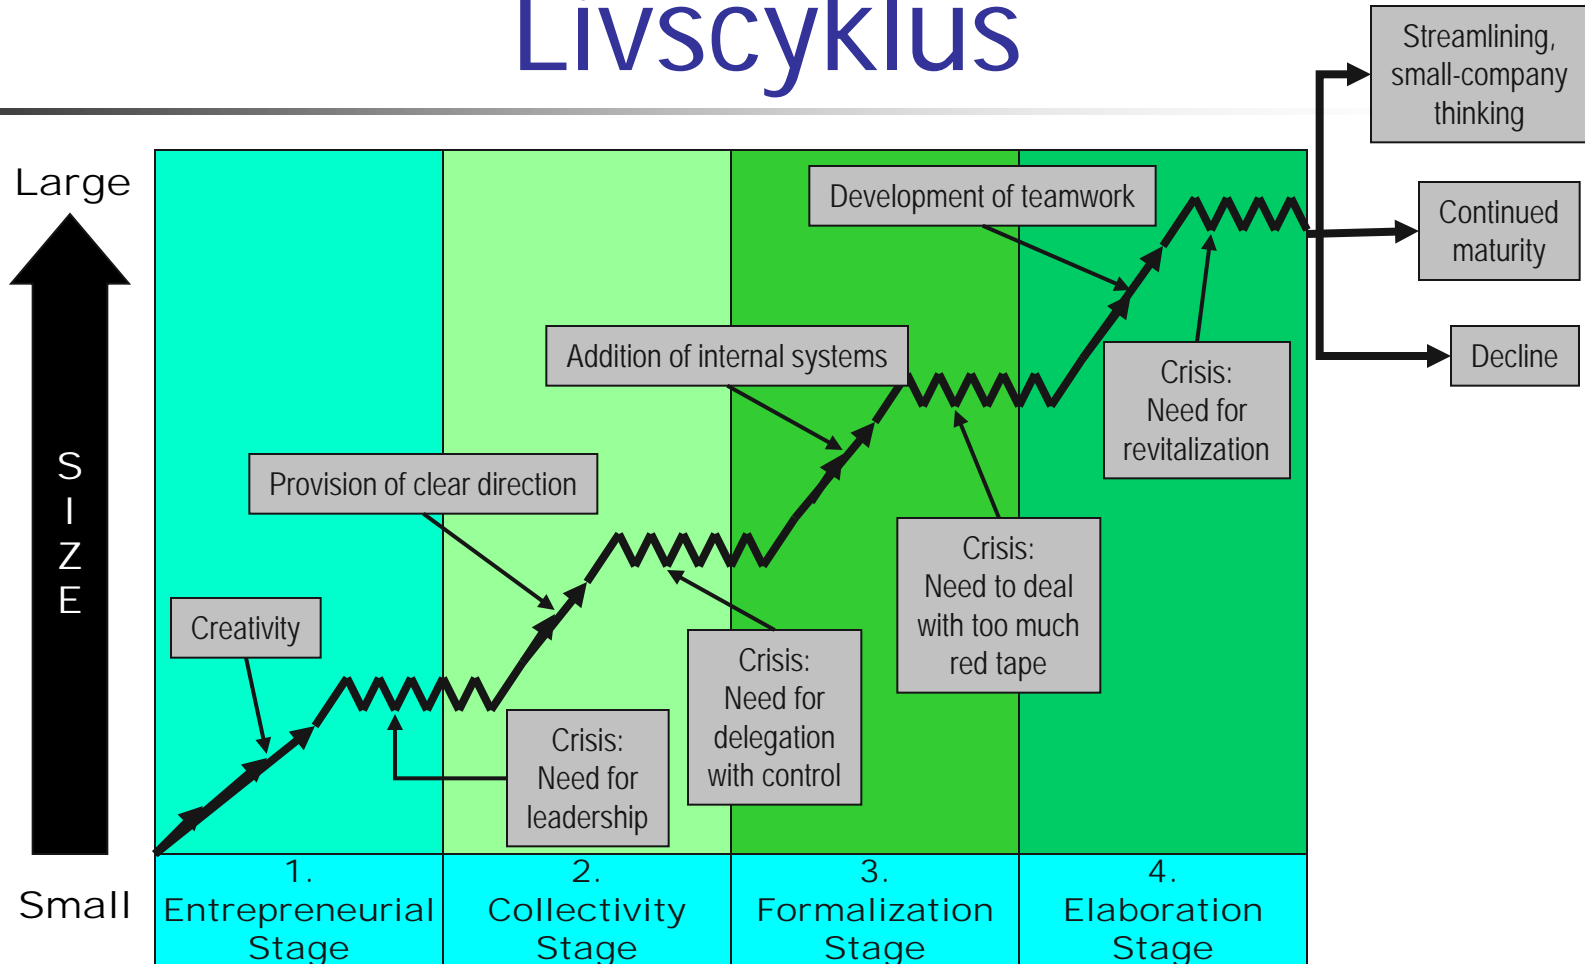 Livscyklus
Streamlining,
small-company
thinking
Large
Development of teamwork
Continued
maturity
Addition of internal systems
Crisis:
Need for
revitalization
Decline
S
I
Z
E
Provision of clear direction
Crisis:
Need to deal
with too much
red tape
Creativity
Crisis:
Need for
delegation
with control
Crisis:
Need for
leadership
Small
1.
Entrepreneurial
Stage
2.
Collectivity
Stage
3.
Formalization
Stage
4.
Elaboration
Stage